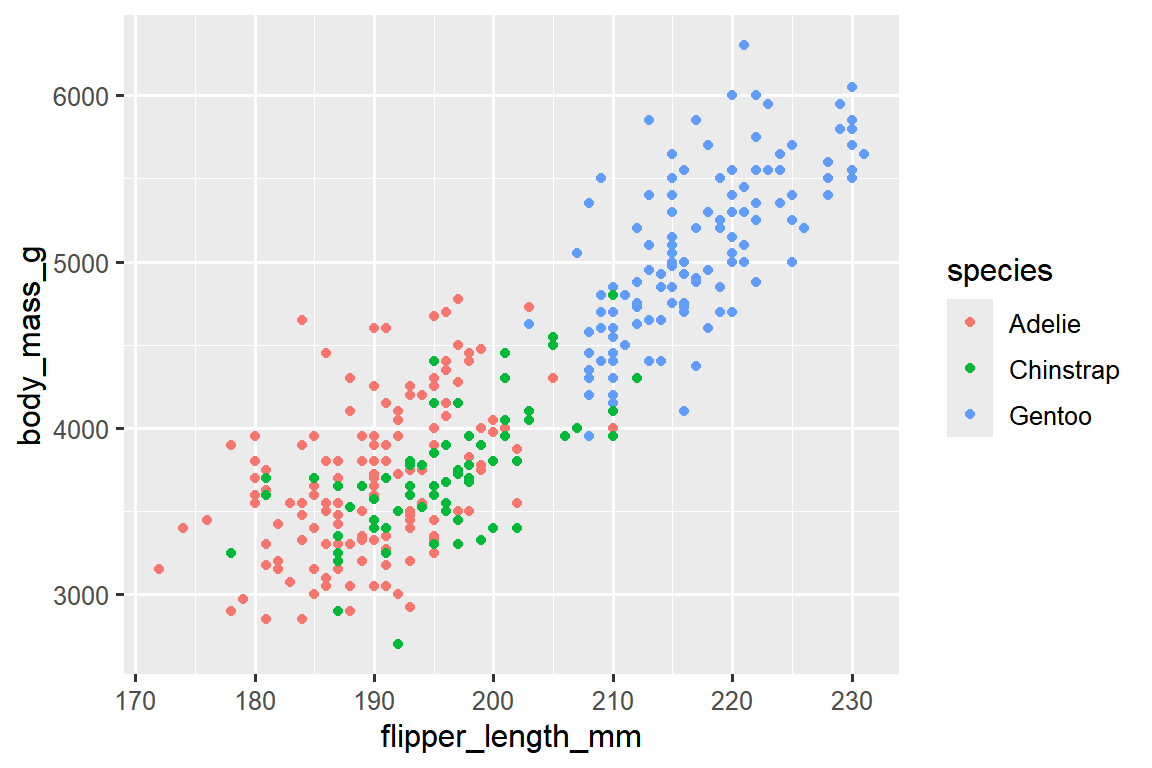 6000
5000
4000
3000
body_mass_g
170 180 190 200 210 220 230
flipper_length_mm
species
Adelie
Chinstrap
Gentoo